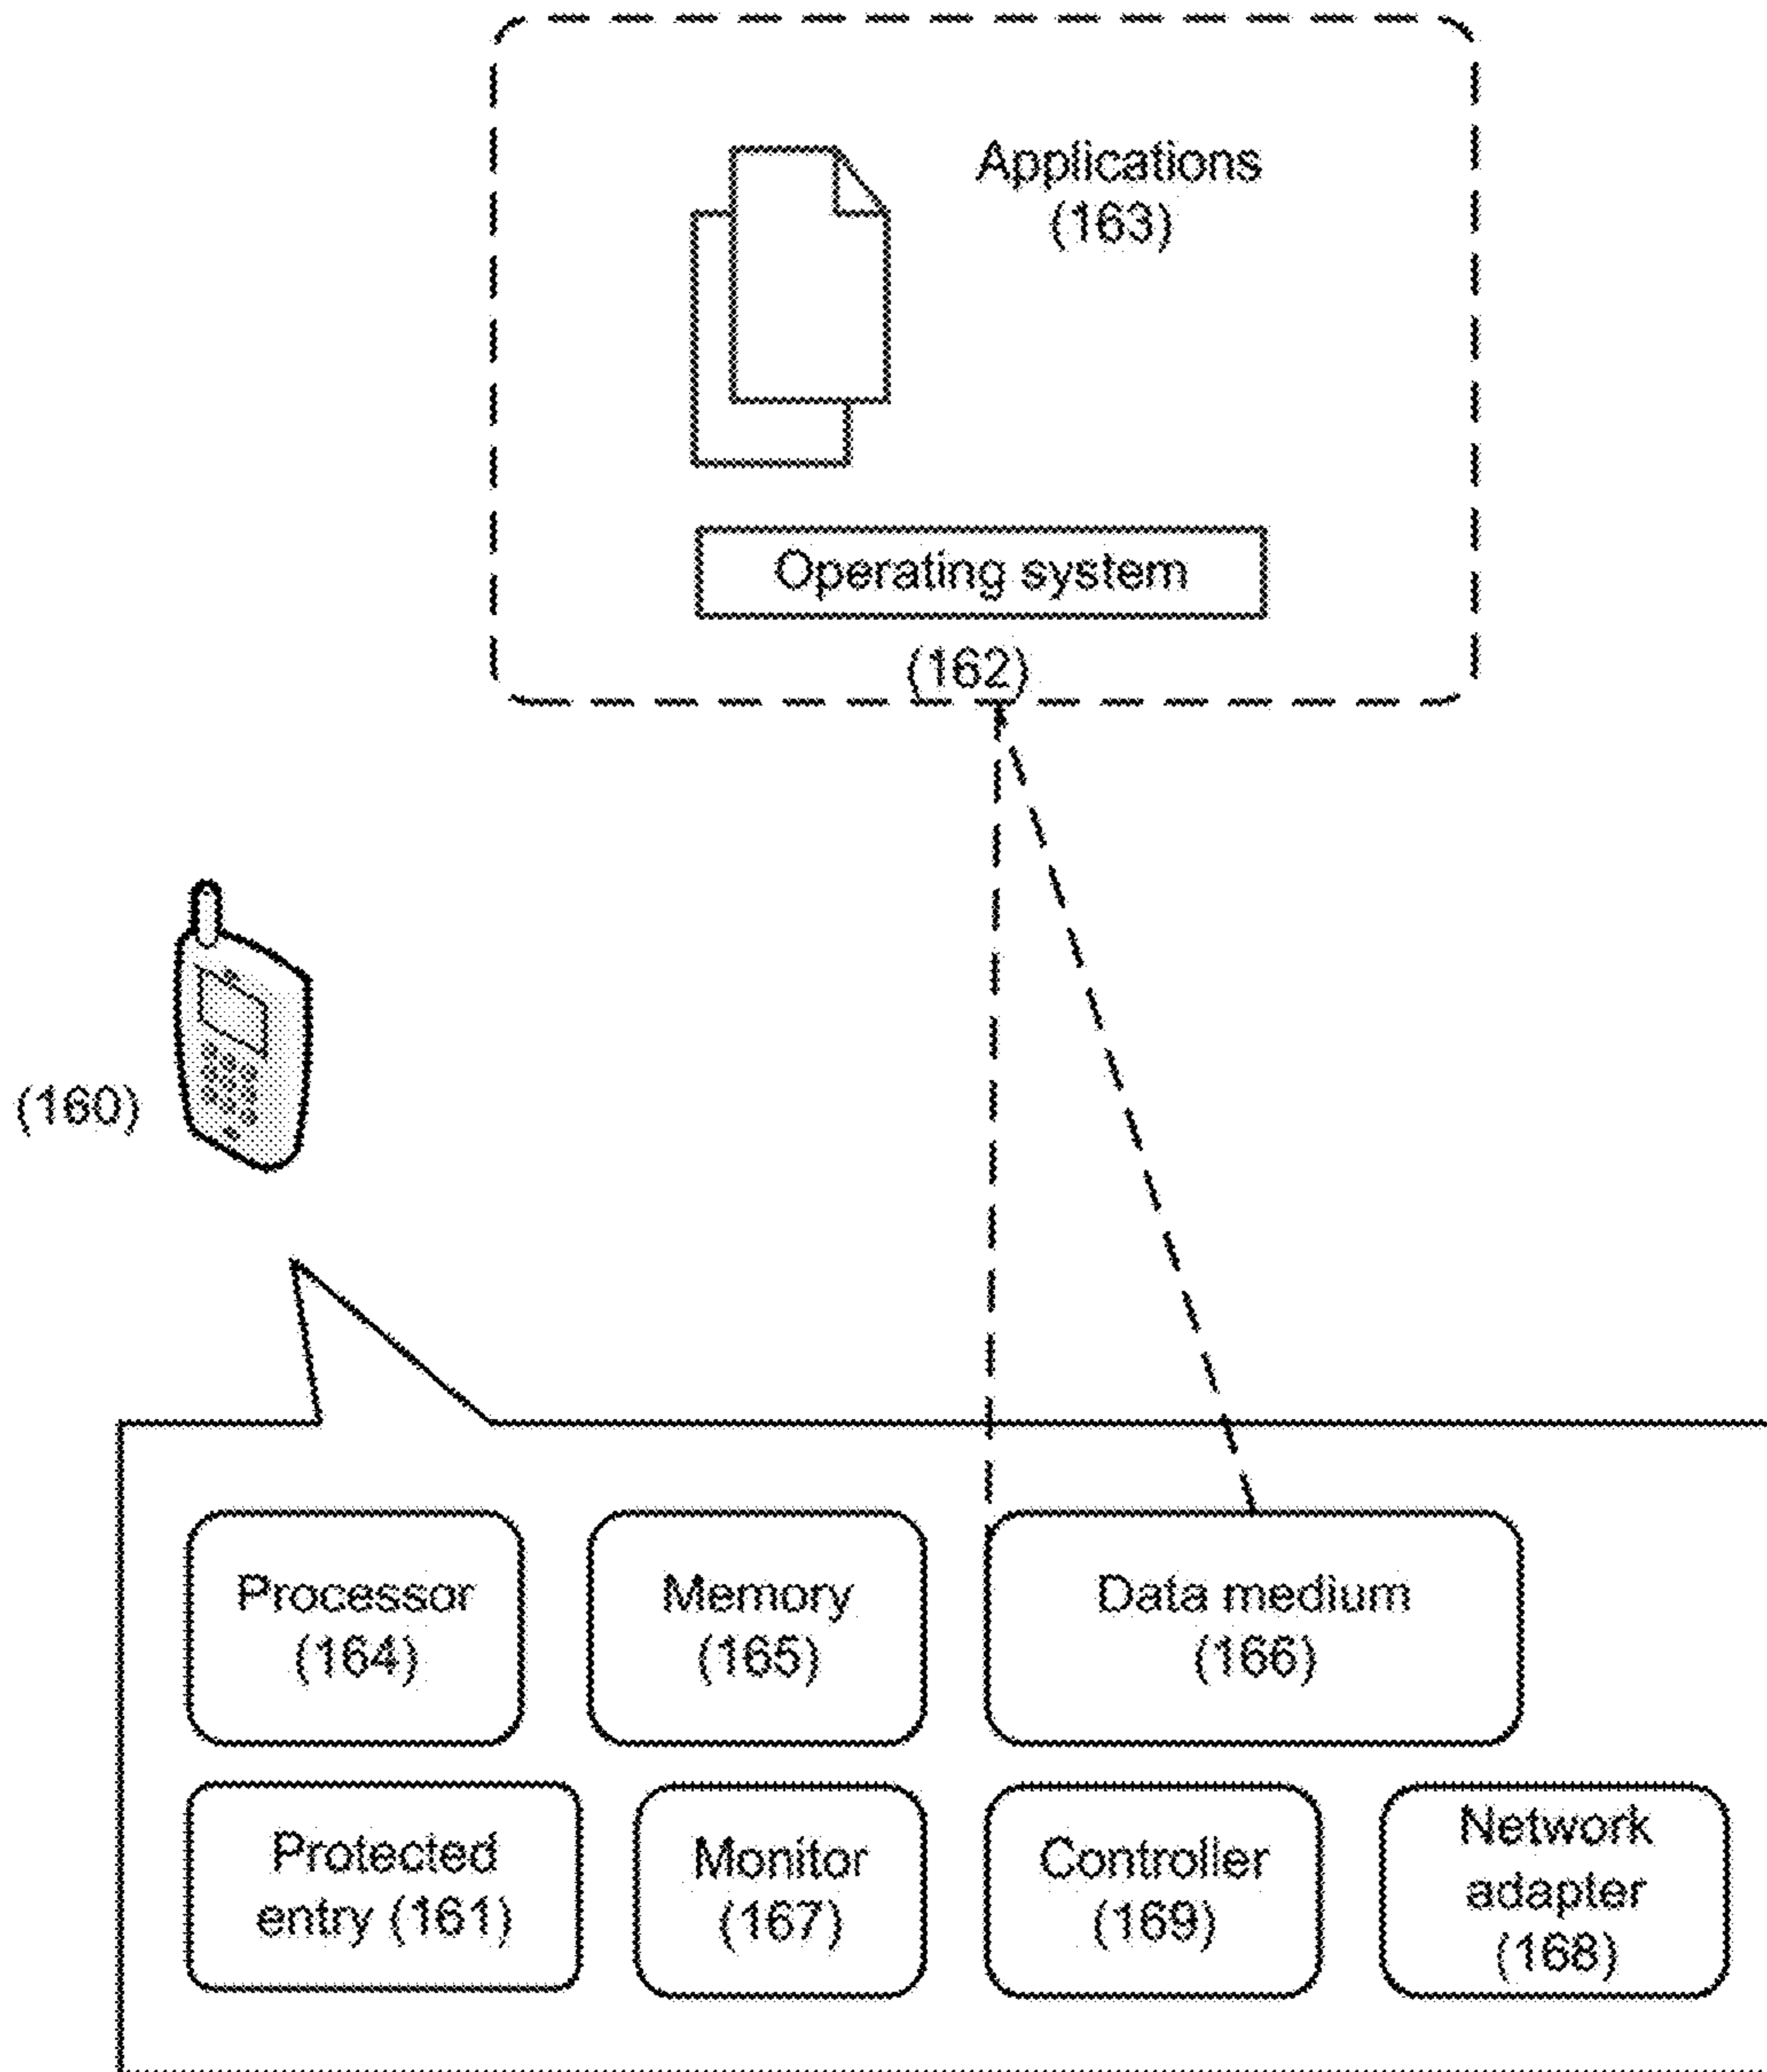 Applications
(163)
Operating system
(162)
(160)
Processor
(164)
Memory
(165)
Data medium
(166)
Protected
entry (161)
Monitor
(167)
Controller
(169)
Network
adapter
(168)